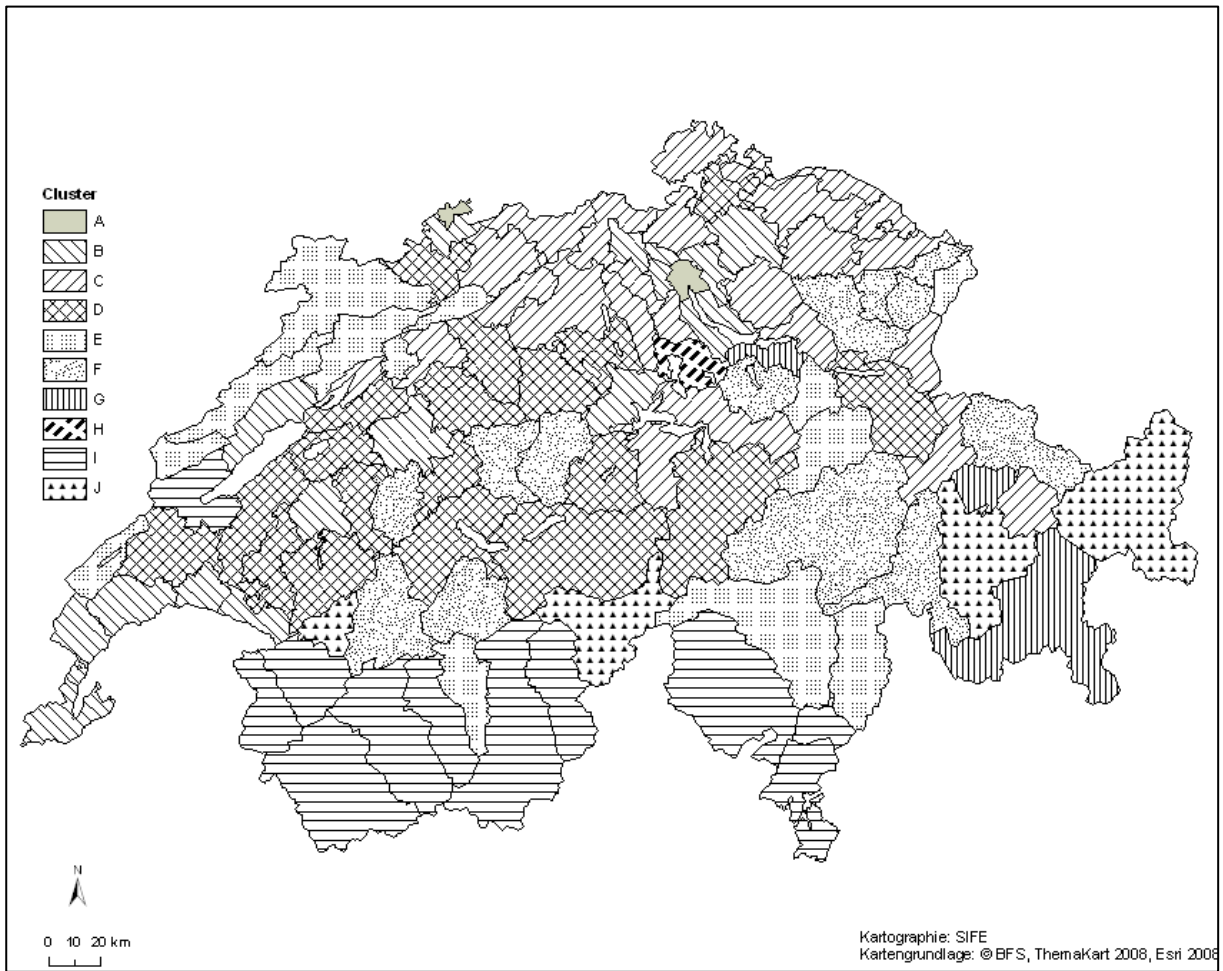 Cluster
A
B
C
D
E
F
G
H
I
J
N
0 10 20 km
Kartographie: SIFE
Kartengrundlage: © BFS, ThemaKart 2008, Esri 2008